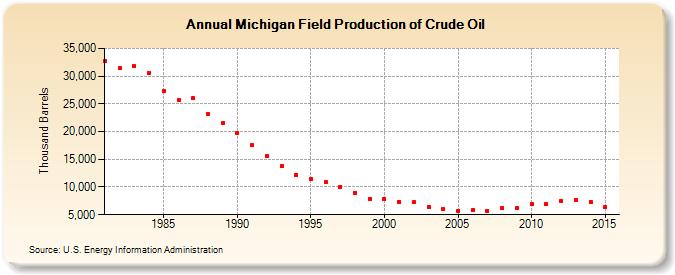 Annual Michigan Field Production of Crude Oil
Thousand Barrels
35,000
30,000
25,000
20,000
15,000
10,000
5,000
1985 1990 1995 2000 2005 2010 2015
Source: U.S. Energy Information Administration